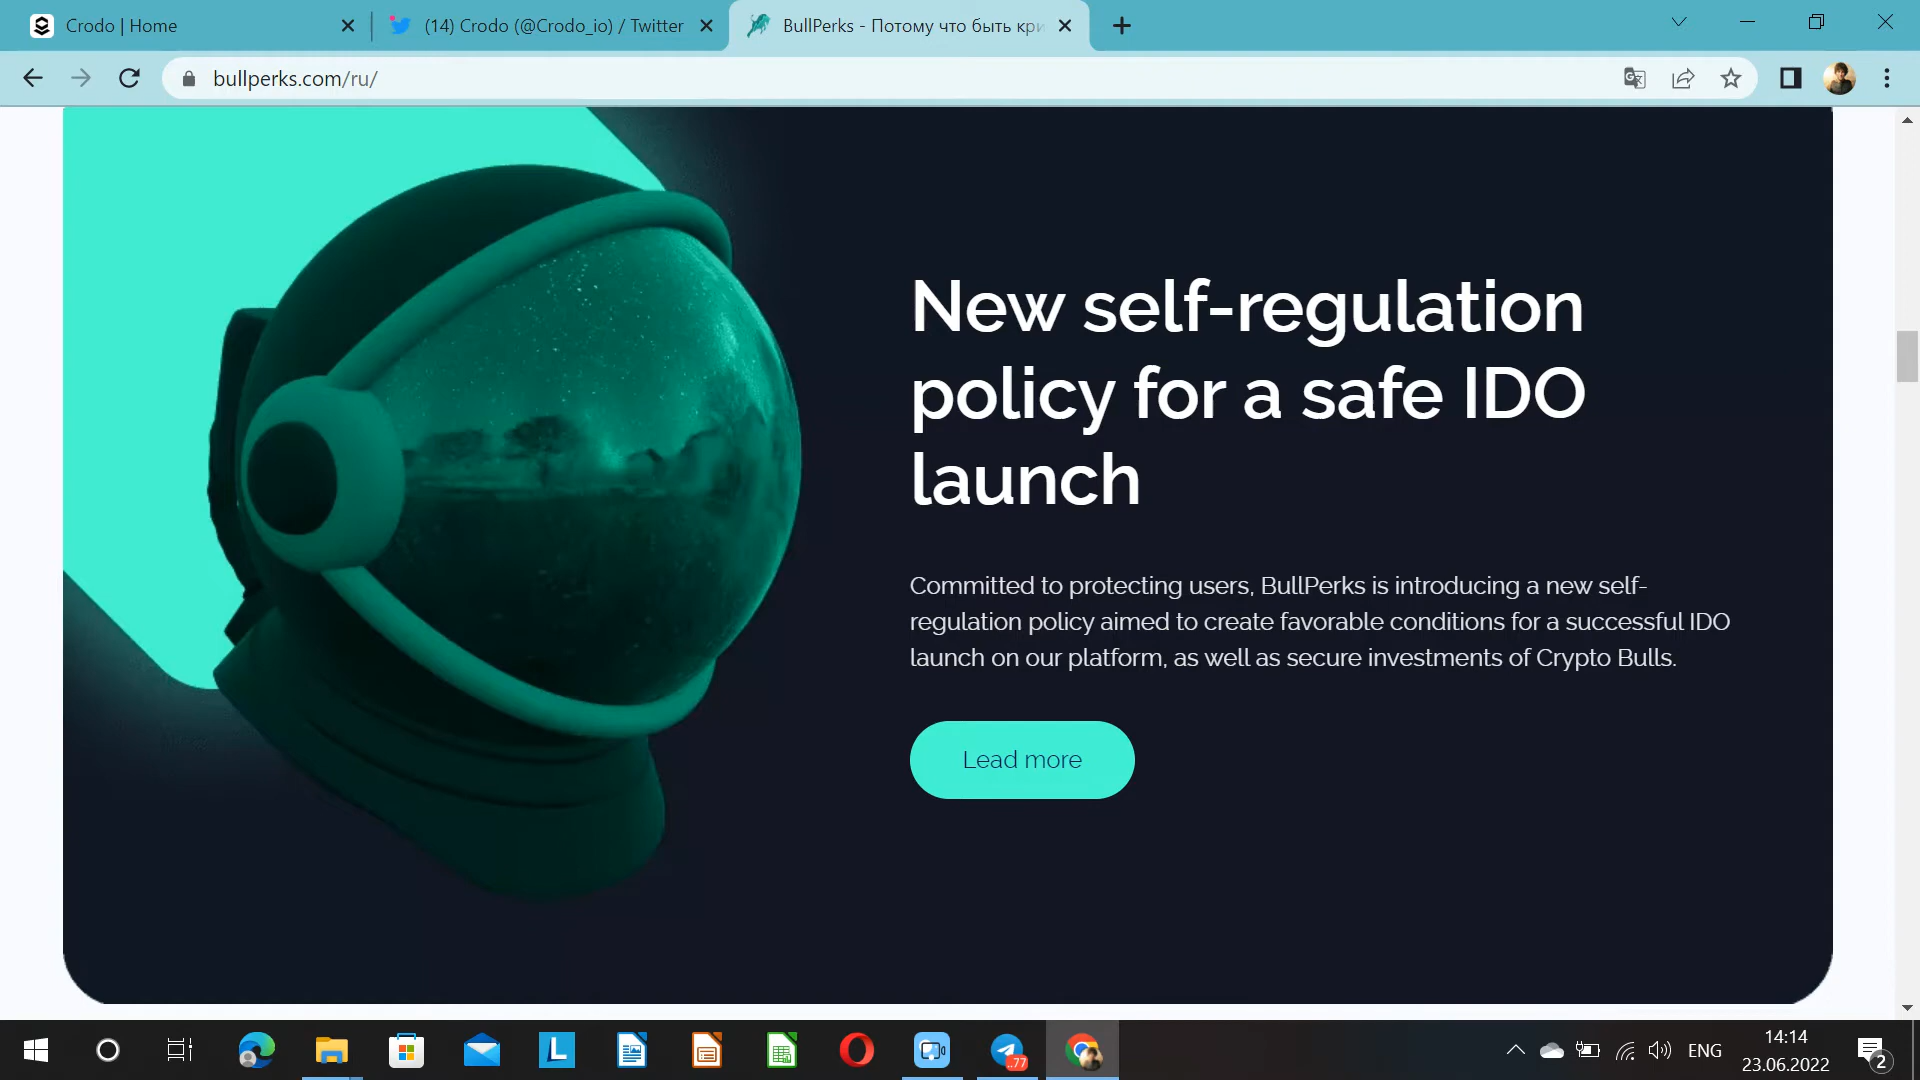 Crodo | Home
(14) Crodo (@Crodo_io) / Twitter
BullPerks - Потому что быть кри
bullperks.com/ru/
New self-regulation
policy for a safe IDO
launch
Committed to protecting users, BullPerks is introducing a new self-
regulation policy aimed to create favorable conditions for a successful IDO
launch on our platform, as well as secure investments of Crypto Bulls.
Lead more
L
..77
ENG
14:14
23.06.2022
2